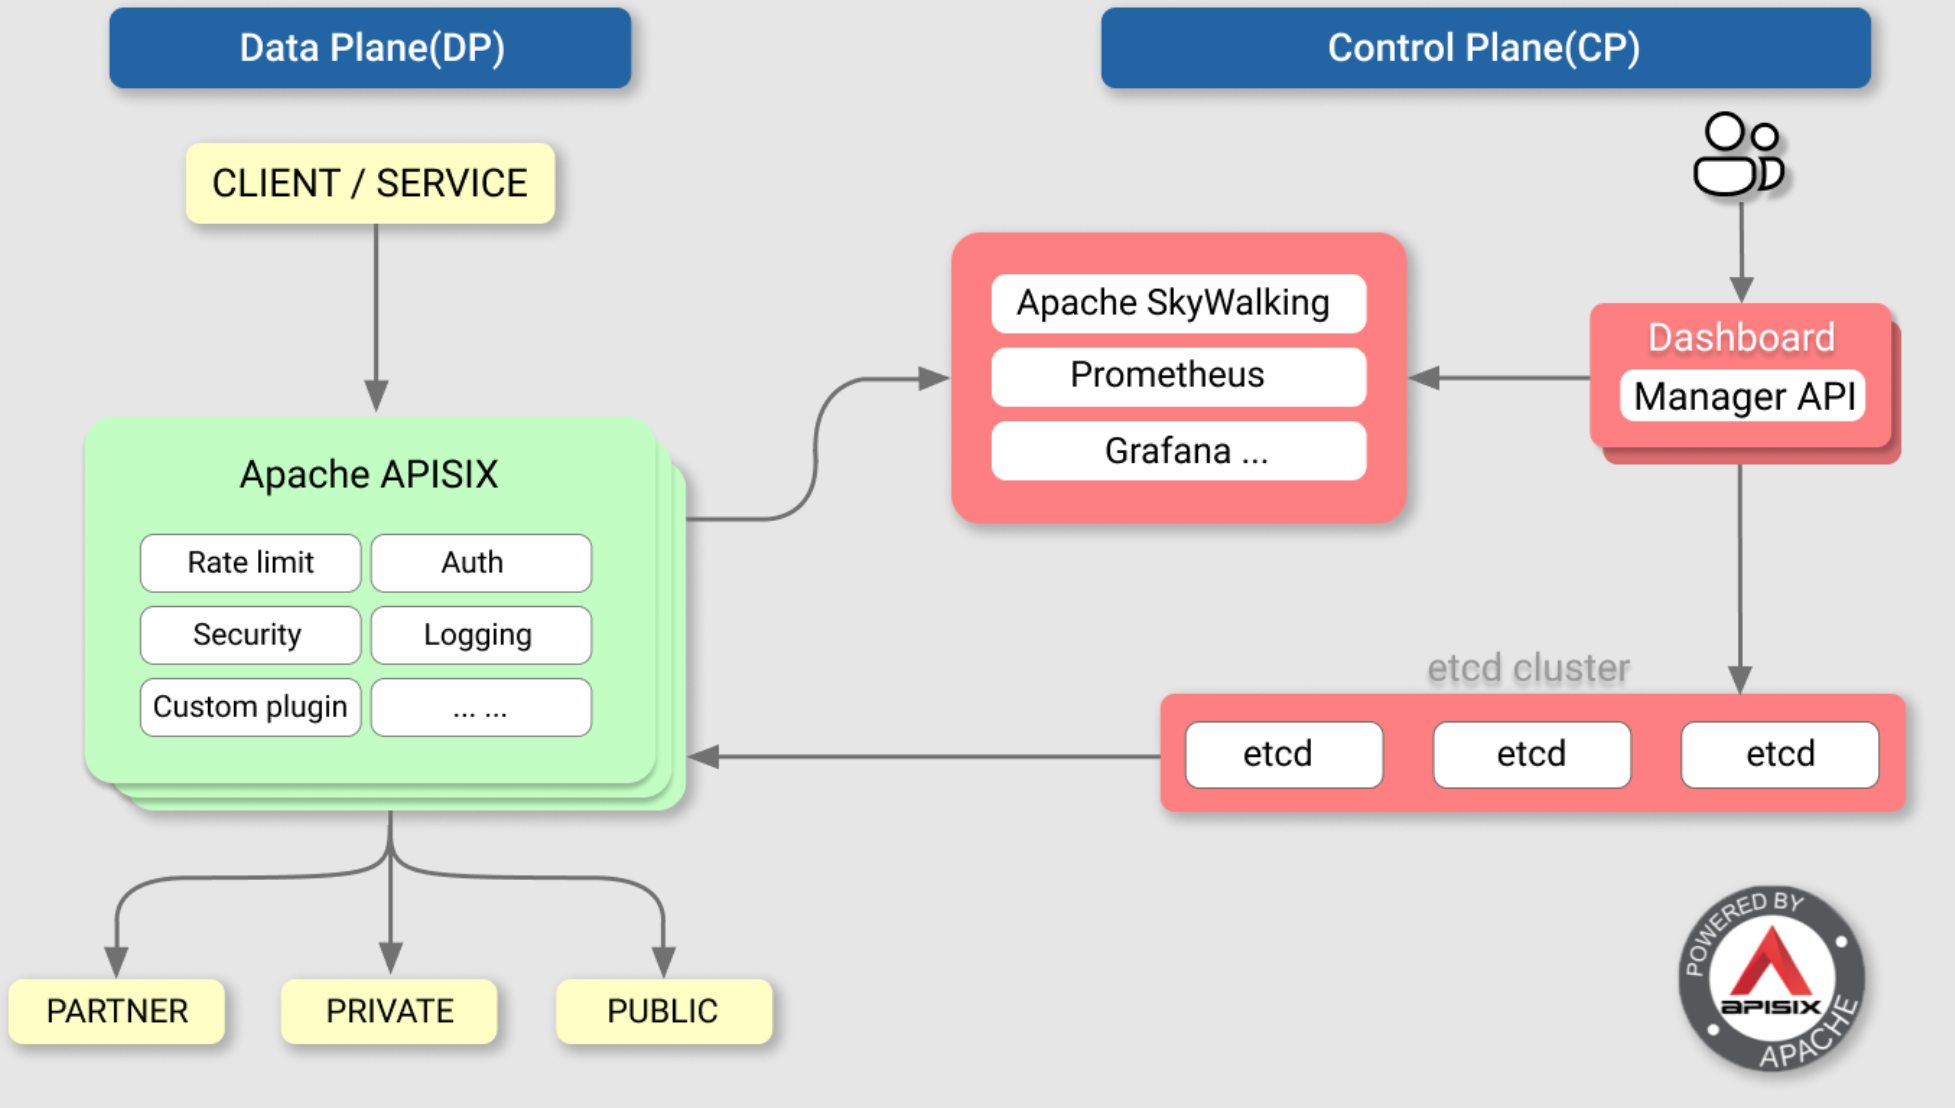 Data Plane(DP)
Control Plane(CP)
CLIENT / SERVICE
Apache SkyWalking
Prometheus
Grafana ...
Dashboard
Manager API
Apache APISIX
Rate limit
Auth
Security
Logging
Custom plugin
... ...
etcd cluster
etcd
etcd
etcd
PARTNER
PRIVATE
PUBLIC
POWERED BY
APISIX
APACHE